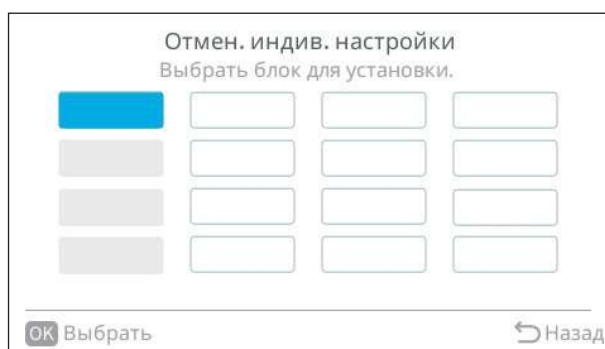 Отмен. индив. настройки
Выбрать блок для установки.
OK Выбрать
Назад